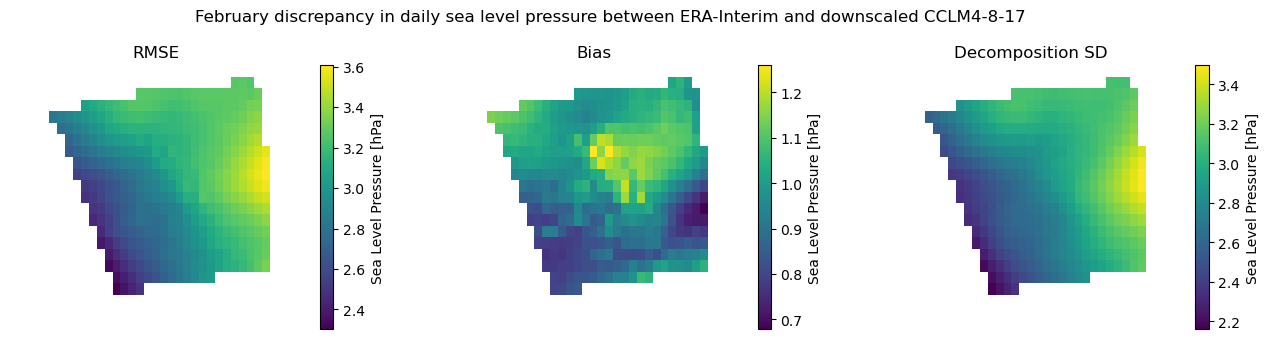 February discrepancy in daily sea level pressure between ERA-Interim and downscaled CCLM4-8-17
RMSE
3.6
3.4
3.2
3.0
2.8
2.6
2.4
Sea Level Pressure [hPa]
Bias
1.2
1.1
1.0
0.9
0.8
0.7
Sea Level Pressure [hPa]
Decomposition SD
3.4
3.2
3.0
2.8
2.6
2.4
2.2
Sea Level Pressure [hPa]